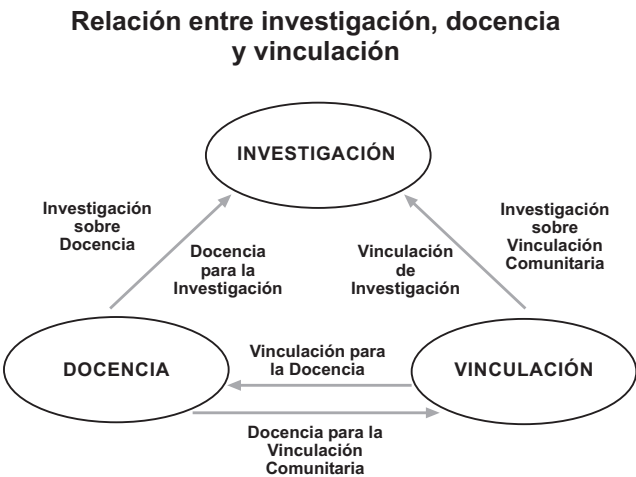 Relación entre investigación, docencia
y vinculación
INVESTIGACIÓN
Investigación
sobre
Docencia
Docencia
para la
Investigación
Vinculación
de
Investigación
Investigación
sobre
Vinculación
Comunitaria
DOCENCIA
Vinculación para
la Docencia
VINCULACIÓN
Docencia para la
Vinculación
Comunitaria